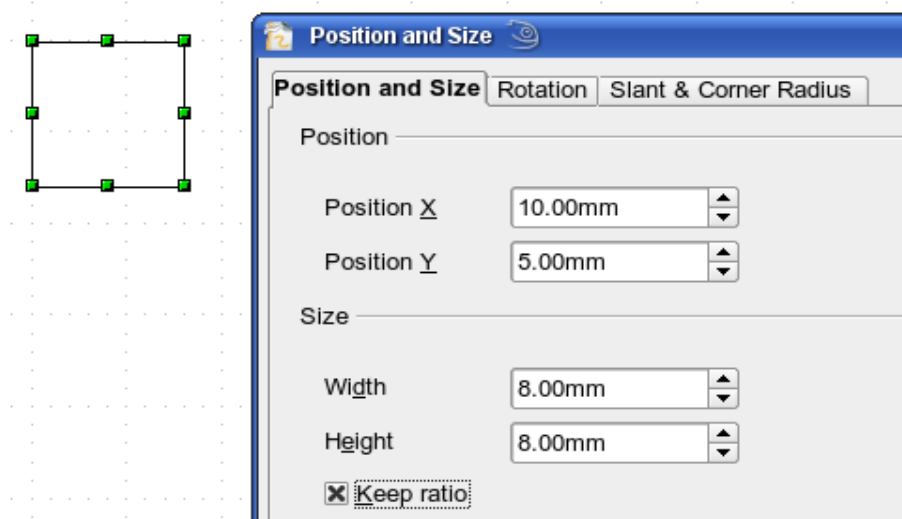 Position and Size
Position and Size Rotation Slant & Corner Radius
Position
Position X 10.00mm
Position Y 5.00mm
Size
Width 8.00mm
Height 8.00mm
Keep ratio